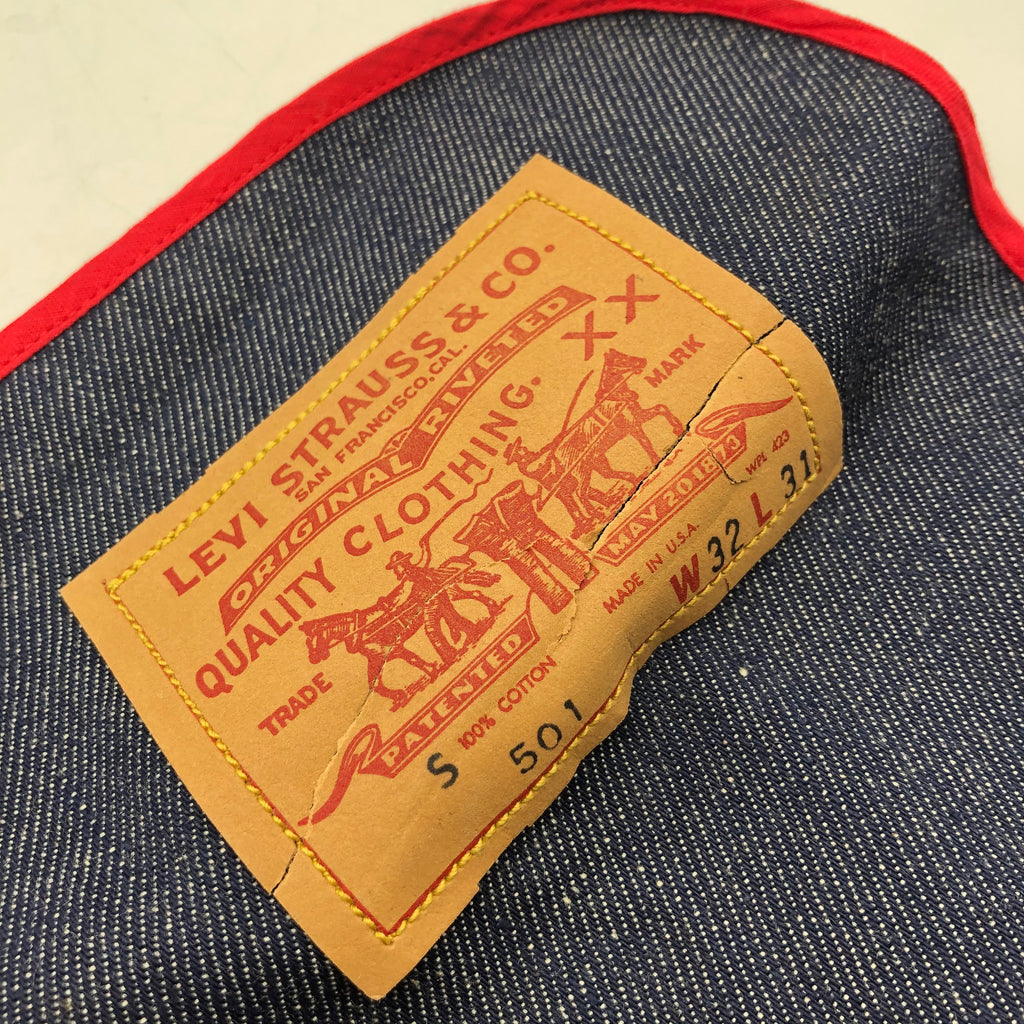 LEVI STRAUSS & CO.
SAN FRANCISCO, CAL.
ORIGINAL RIVETED
QUALITY CLOTHING.
XX
TRADE MARK
PATENTED MAY 20 1873
WPL 423
100% COTTON MADE IN U.S.A.
S 501 W 32 L 31